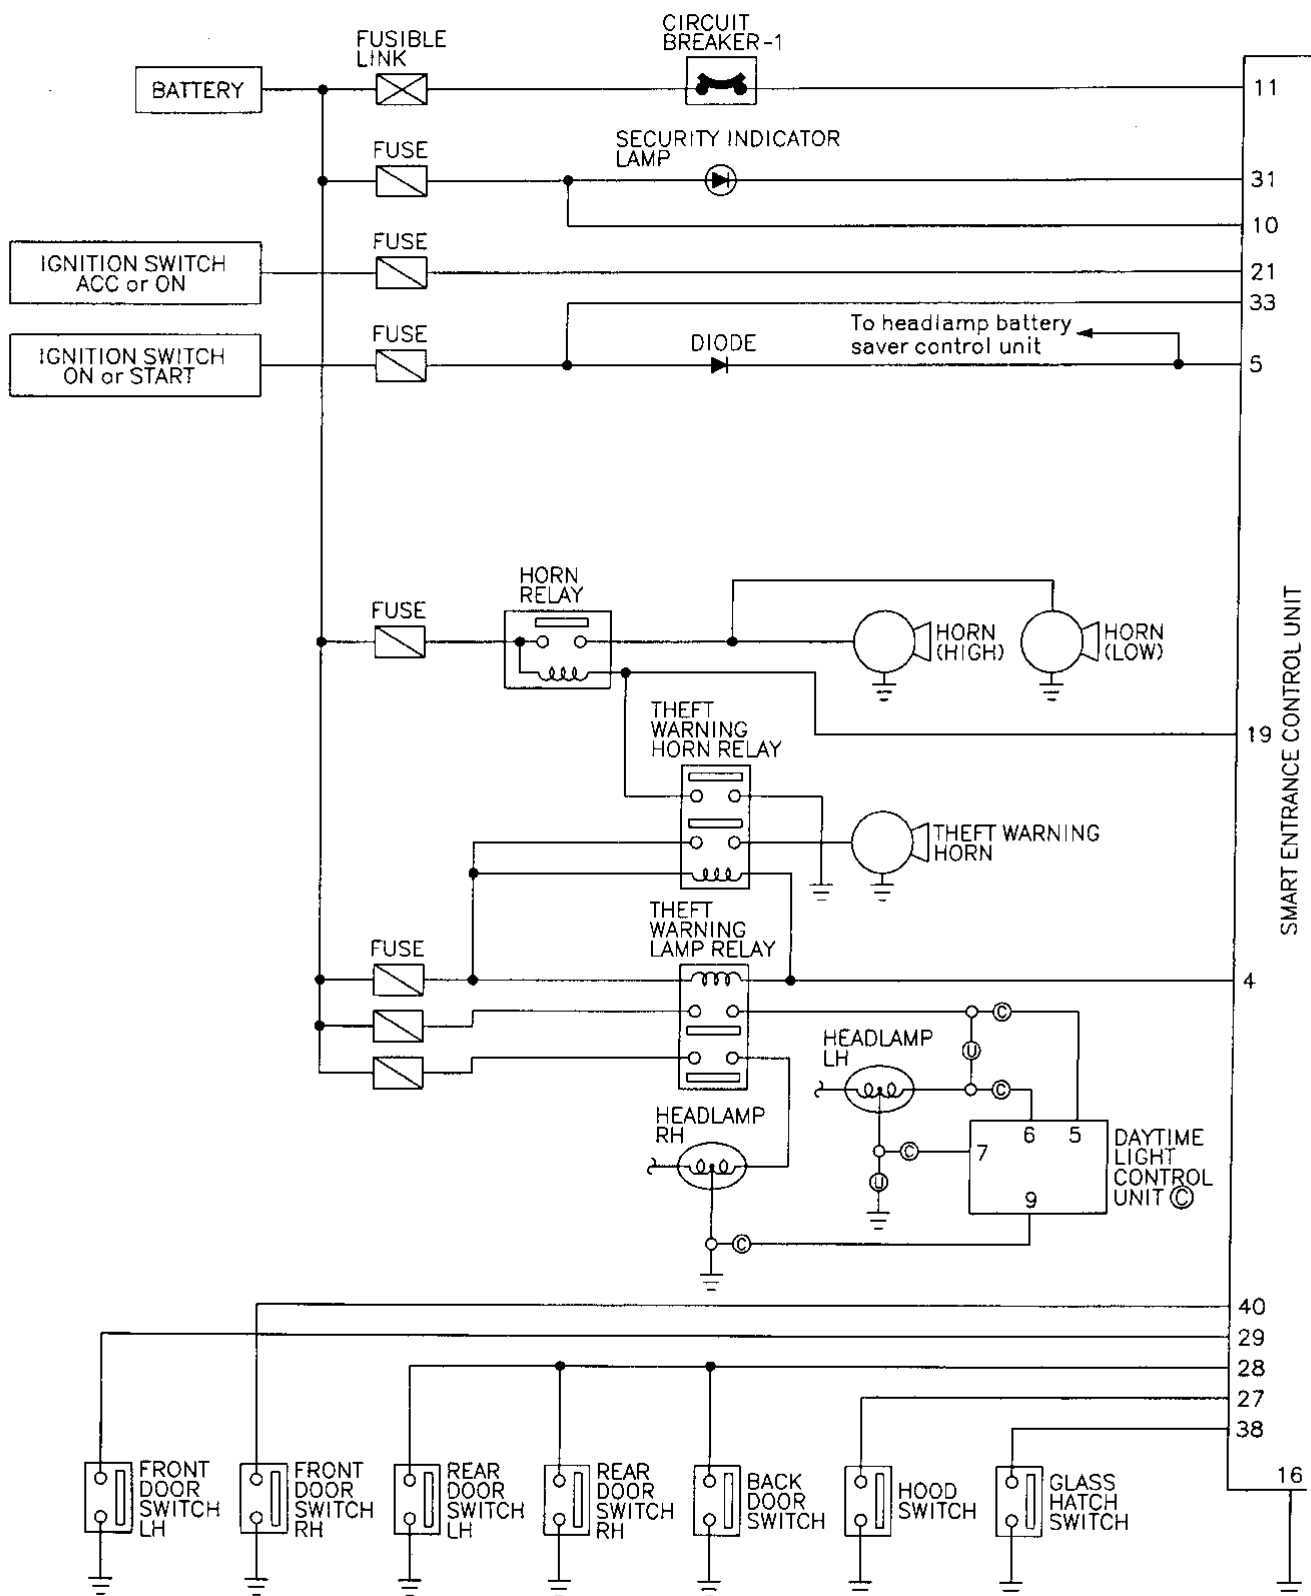 CIRCUIT
BREAKER-1
FUSIBLE
LINK
BATTERY
11
SECURITY INDICATOR
LAMP
FUSE
31
10
FUSE
IGNITION SWITCH
ACC or ON
21
33
FUSE
DIODE
To headlamp battery
saver control unit
IGNITION SWITCH
ON or START
5
HORN
RELAY
FUSE
HORN
(HIGH)
HORN
(LOW)
SMART ENTRANCE CONTROL UNIT
THEFT
WARNING
HORN RELAY
19
THEFT WARNING
HORN
THEFT
WARNING
LAMP RELAY
FUSE
4
C
HEADLAMP
LH
U
C
HEADLAMP
RH
6
5
7
C
U
9
DAYTIME
LIGHT
CONTROL
UNIT C
C
40
29
28
27
38
16
FRONT
DOOR
SWITCH
LH
FRONT
DOOR
SWITCH
RH
REAR
DOOR
SWITCH
LH
REAR
DOOR
SWITCH
RH
BACK
DOOR
SWITCH
HOOD
SWITCH
GLASS
HATCH
SWITCH